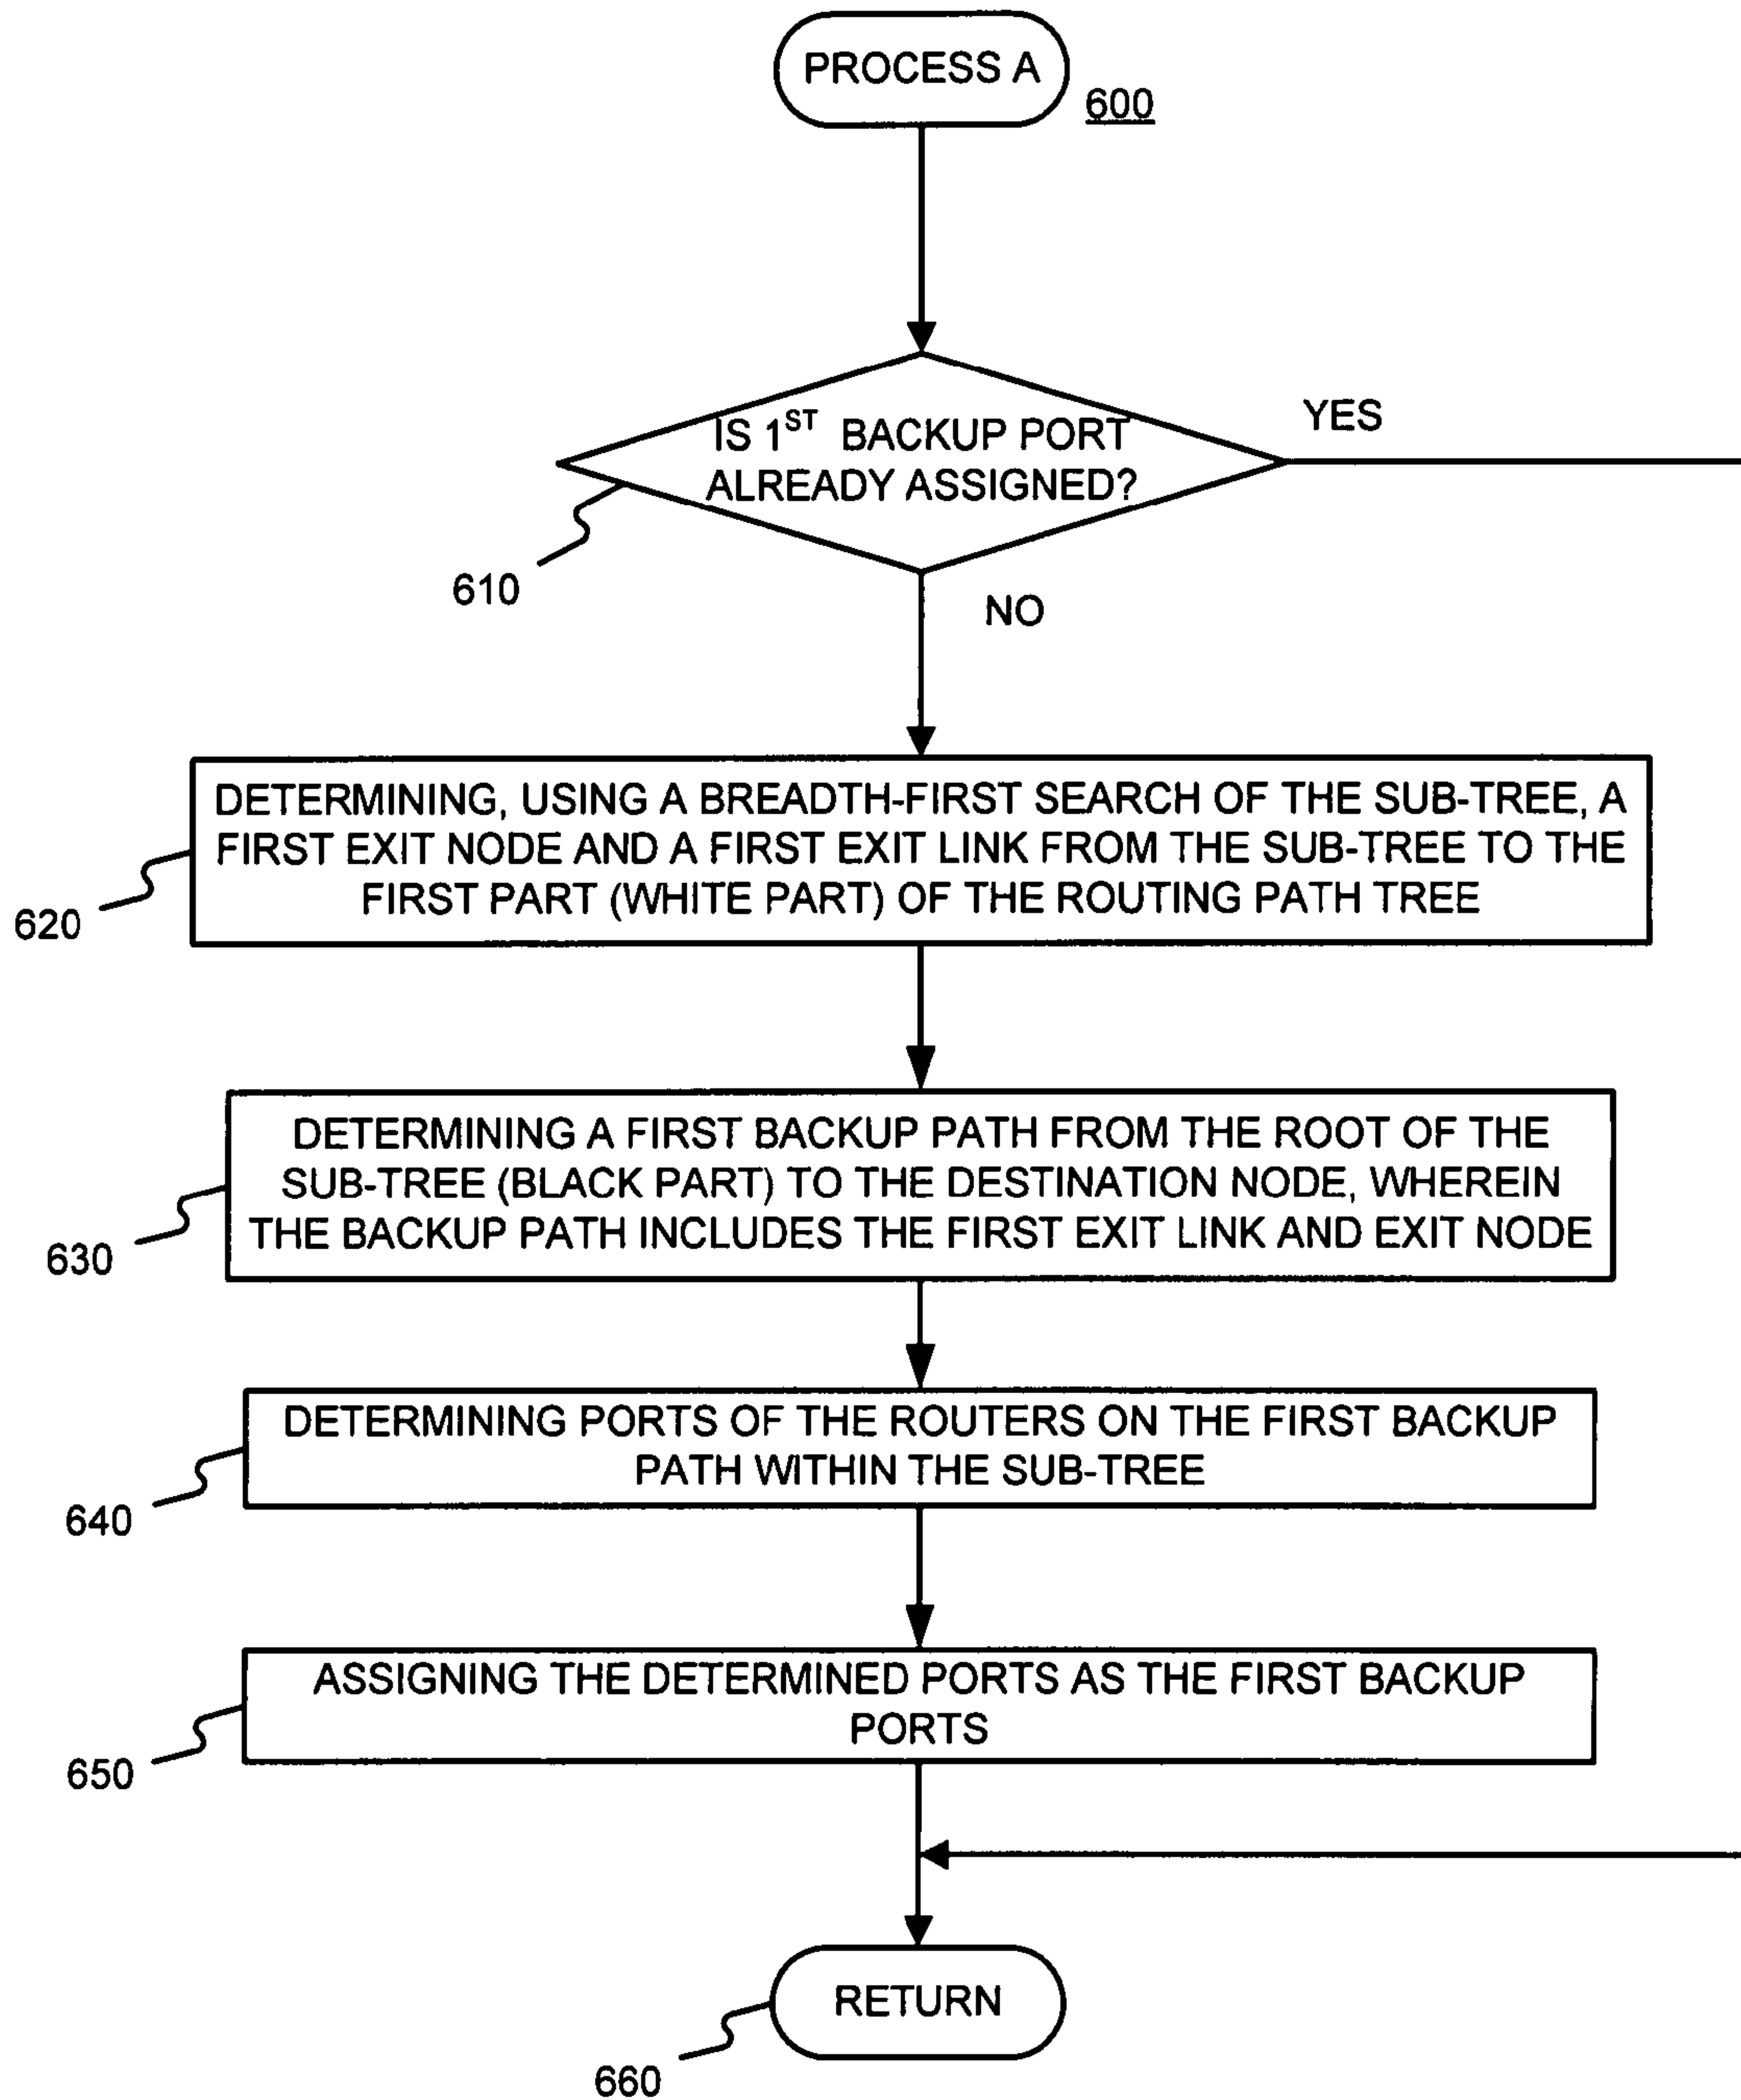 PROCESS A
600
IS 1ST BACKUP PORT
ALREADY ASSIGNED?
YES
610
NO
DETERMINING, USING A BREADTH-FIRST SEARCH OF THE SUB-TREE, A
FIRST EXIT NODE AND A FIRST EXIT LINK FROM THE SUB-TREE TO THE
FIRST PART (WHITE PART) OF THE ROUTING PATH TREE
620
DETERMINING A FIRST BACKUP PATH FROM THE ROOT OF THE
SUB-TREE (BLACK PART) TO THE DESTINATION NODE, WHEREIN
THE BACKUP PATH INCLUDES THE FIRST EXIT LINK AND EXIT NODE
630
DETERMINING PORTS OF THE ROUTERS ON THE FIRST BACKUP
PATH WITHIN THE SUB-TREE
640
ASSIGNING THE DETERMINED PORTS AS THE FIRST BACKUP
PORTS
650
RETURN
660